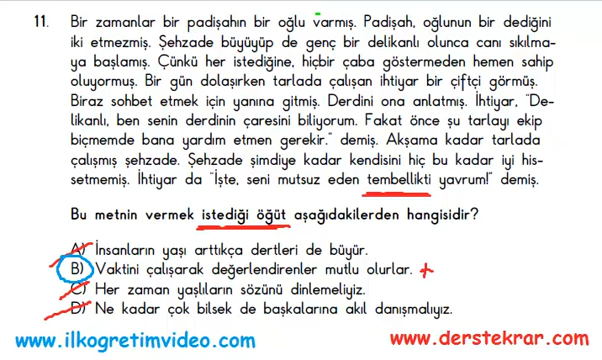 11. Bir zamanlar bir padişahın bir oğlu varmış. Padişah, oğlunun bir dediğini
iki etmezmiş. Şehzade büyüyüp de genç bir delikanlı olunca canı sıkılma-
ya başlamış. Çünkü her istediğine, hiçbir çaba göstermeden hemen sahip
oluyormuş. Bir gün dolaşırken tarlada çalışan ihtiyar bir çiftçi görmüş.
Biraz sohbet etmek için yanına gitmiş. Derdini ona anlatmış. İhtiyar, "De-
likanlı, ben senin derdinin çaresini biliyorum. Fakat önce şu tarlayı ekip
biçmemde bana yardım etmen gerekir." demiş. Akşama kadar tarlada
çalışmış şehzade. Şehzade şimdiye kadar kendisini hiç bu kadar iyi his-
setmemiş. İhtiyar da "İşte, seni mutsuz eden tembellikti yavrum!" demiş.
Bu metnin vermek istediği öğüt aşağıdakilerden hangisidir?
A) İnsanların yaşı arttıkça dertleri de büyür.
B) Vaktini çalışarak değerlendirenler mutlu olurlar. +
C) Her zaman yaşlıların sözünü dinlemeliyiz.
D) Ne kadar çok bilsek de başkalarına akıl danışmalıyız.
www.ilkogretimvideo.com www.derstekrar.com